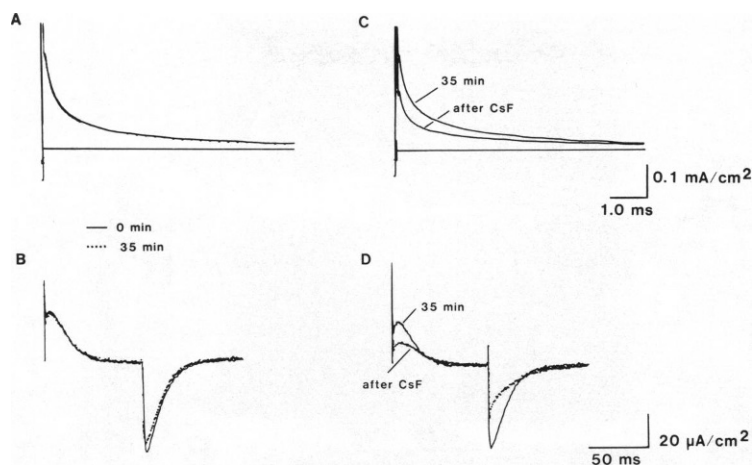 A
C
35 min
after CsF
0.1 mA/cm2
1.0 ms
0 min
35 min
B
D
35 min
after CsF
20 µA/cm2
50 ms